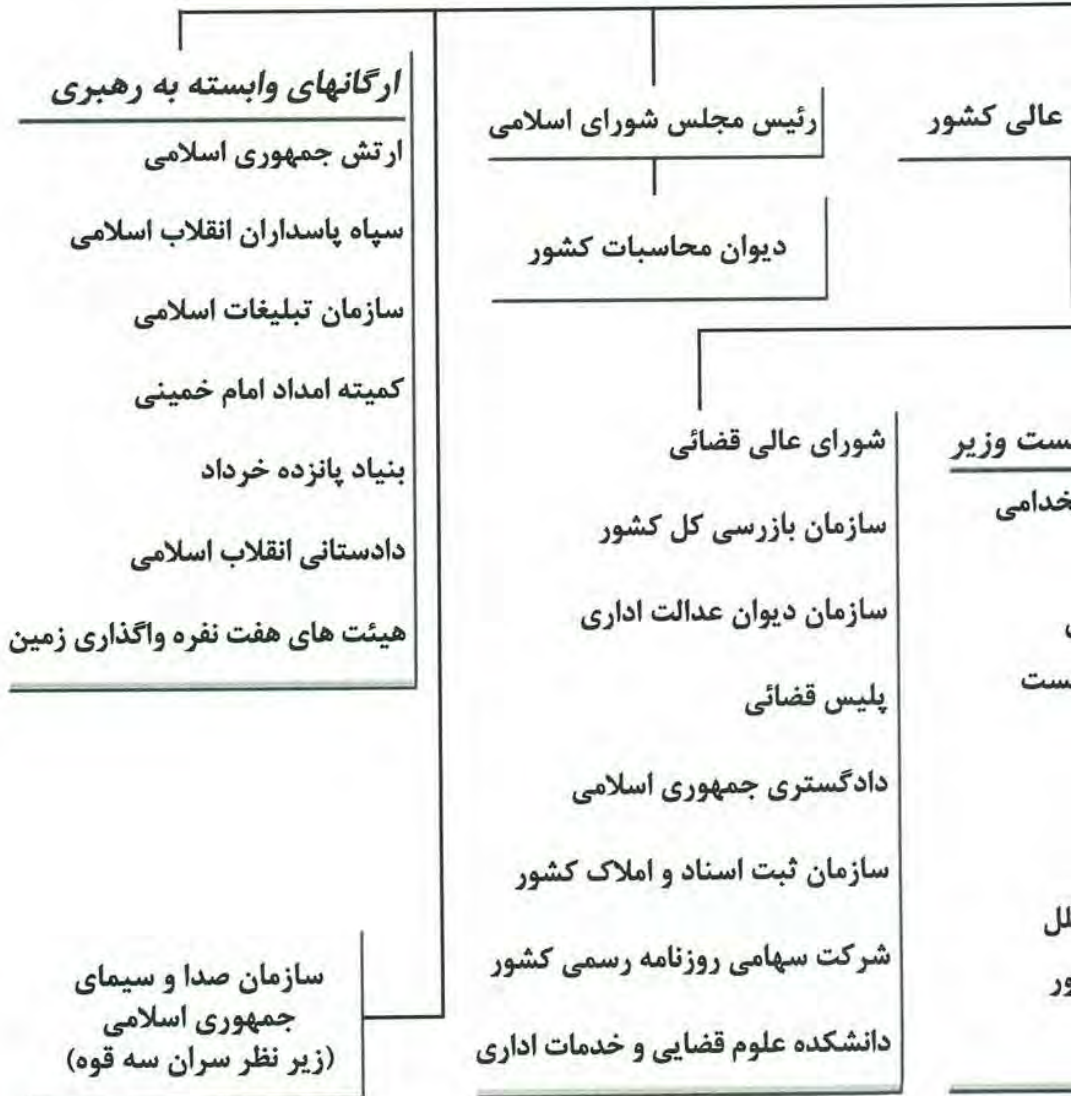 عالی کشور
رئیس مجلس شورای اسلامی
دیوان محاسبات کشور
ارگانهای وابسته به رهبری
ارتش جمهوری اسلامی
سپاه پاسداران انقلاب اسلامی
سازمان تبلیغات اسلامی
کمیته امداد امام خمینی
بنیاد پانزده خرداد
دادستانی انقلاب اسلامی
هیئت های هفت نفره واگذاری زمین
شورای عالی قضائی
سازمان بازرسی کل کشور
سازمان دیوان عدالت اداری
پلیس قضائی
دادگستری جمهوری اسلامی
سازمان ثبت اسناد و املاک کشور
شرکت سهامی روزنامه رسمی کشور
دانشکده علوم قضایی و خدمات اداری
سازمان صدا و سیمای
جمهوری اسلامی
(زیر نظر سران سه قوه)